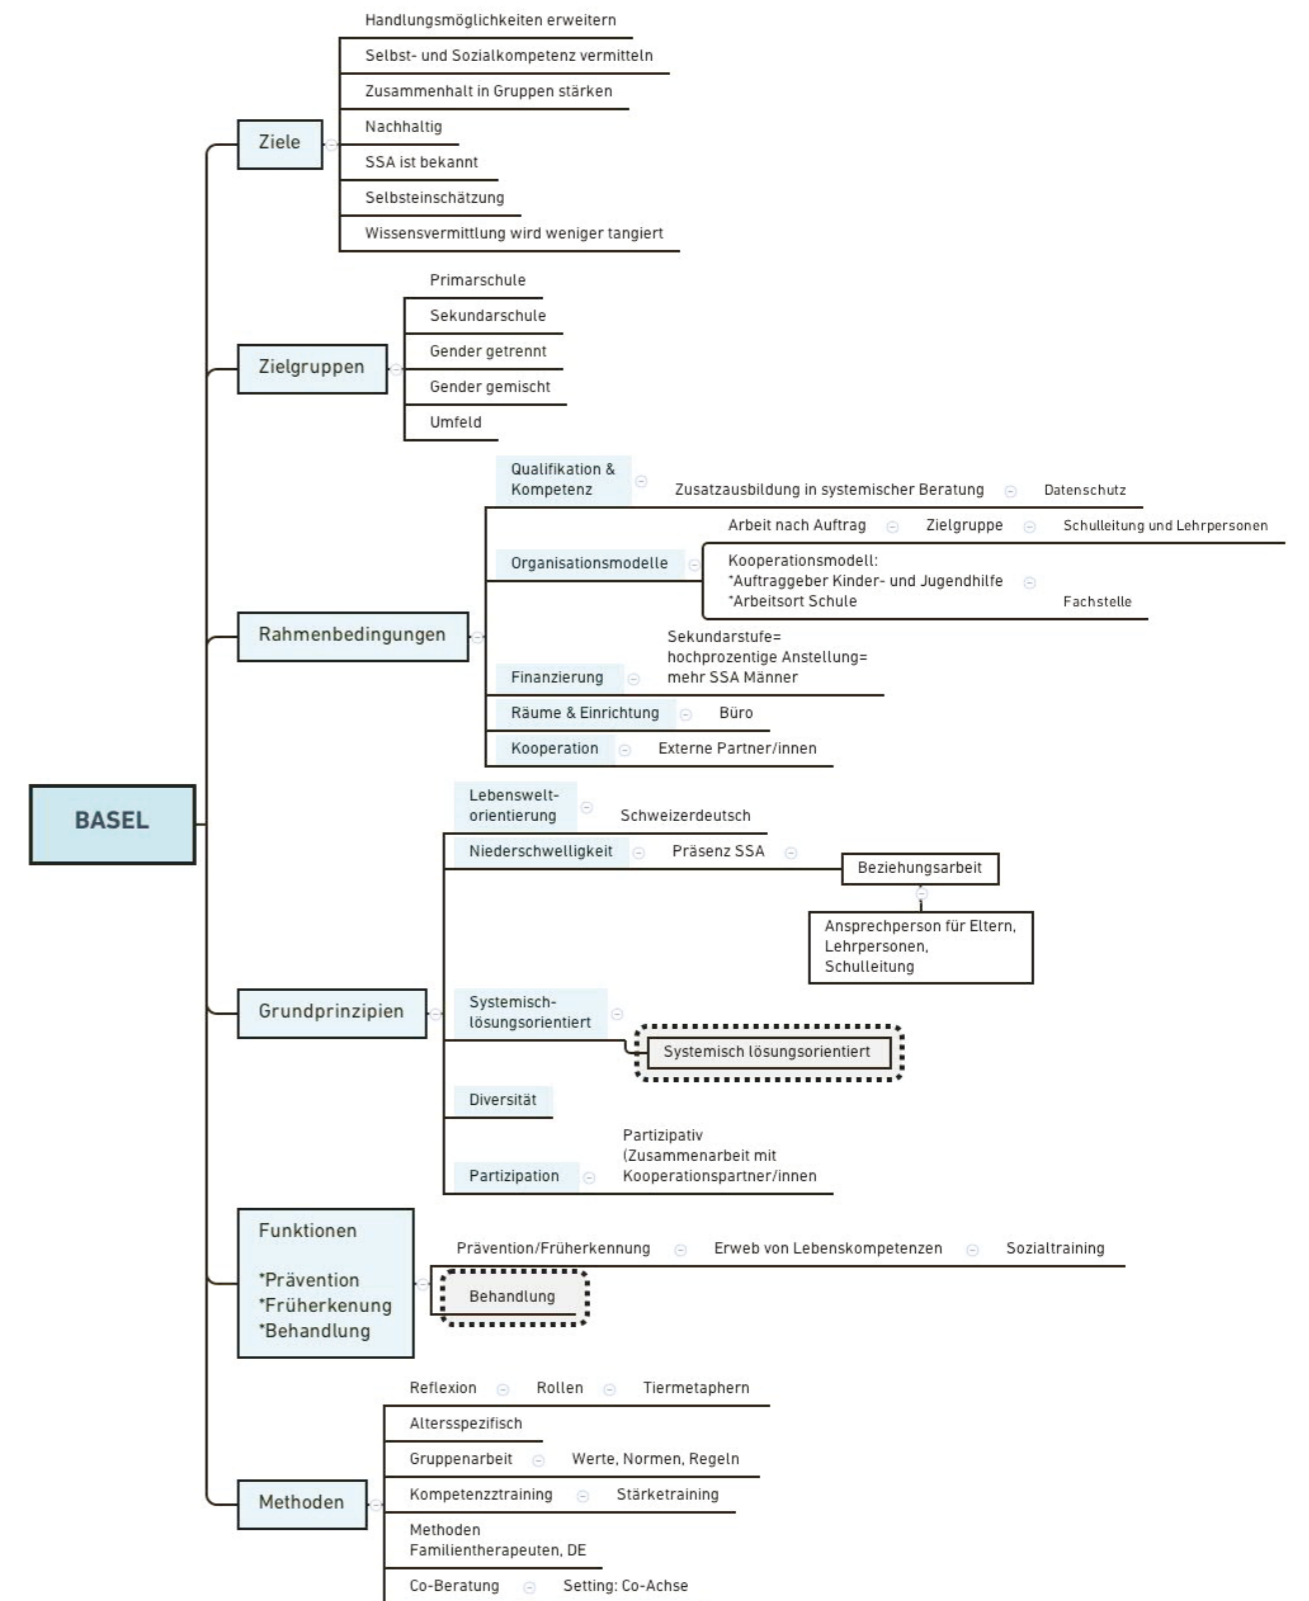 Handlungsmöglichkeiten erweitern
Selbst- und Sozialkompetenz vermitteln
Zusammenhalt in Gruppen stärken
Ziele
Nachhaltig
SSA ist bekannt
Selbsteinschätzung
Wissensvermittlung wird weniger tangiert
Primarschule
Sekundarschule
Zielgruppen
Gender getrennt
Gender gemischt
Umfeld
Rahmenbedingungen
Qualifikation &
Kompetenz
Zusatzausbildung in systemischer Beratung
Datenschutz
Organisationsmodelle
Arbeit nach Auftrag
Zielgruppe
Schulleitung und Lehrpersonen
Kooperationsmodell:
*Auftraggeber Kinder- und Jugendhilfe
*Arbeitsort Schule
Fachstelle
Finanzierung
Sekundarstufe=
hochprozentige Anstellung=
mehr SSA Männer
Räume & Einrichtung
Büro
Kooperation
Externe Partner/innen
BASEL
Grundprinzipien
Lebenswelt-
orientierung
Schweizerdeutsch
Niederschwelligkeit
Präsenz SSA
Beziehungsarbeit
Ansprechperson für Eltern,
Lehrpersonen,
Schulleitung
Systemisch-
lösungsorientiert
Systemisch lösungsorientiert
Diversität
Partizipation
Partizipativ
(Zusammenarbeit mit
Kooperationspartner/innen
Funktionen
*Prävention
*Früherkenung
*Behandlung
Prävention/Früherkennung
Erweb von Lebenskompetenzen
Sozialtraining
Behandlung
Methoden
Reflexion
Rollen
Tiermetaphern
Altersspezifisch
Gruppenarbeit
Werte, Normen, Regeln
Kompetenzztraining
Stärketraining
Methoden
Familientherapeuten, DE
Co-Beratung
Setting: Co-Achse